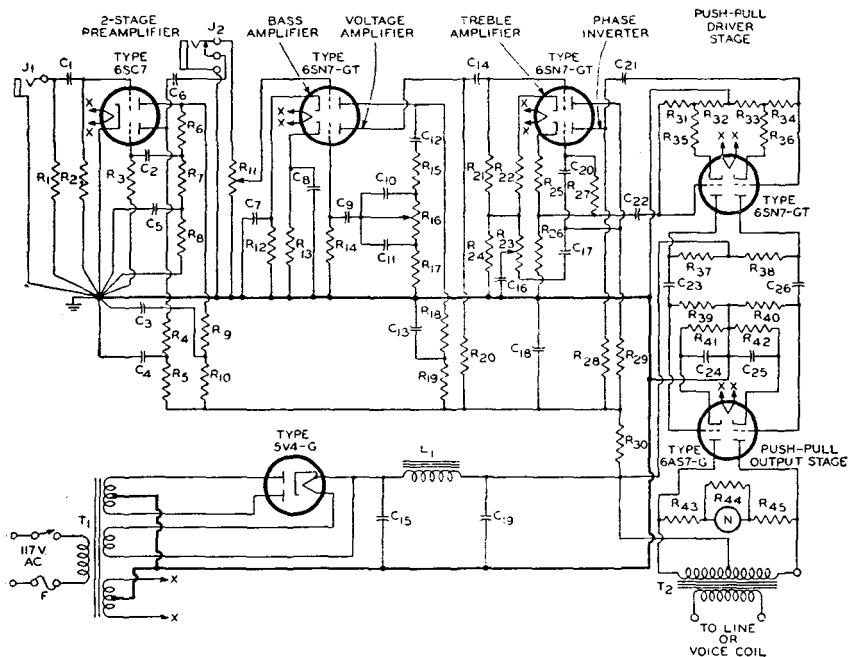 2-STAGE
PREAMPLIFIER
TYPE
6SC7
J1
C1
J2
C6
BASS
AMPLIFIER
VOLTAGE
AMPLIFIER
TYPE
6SN7-GT
C14
TREBLE
AMPLIFIER
PHASE
INVERTER
TYPE
6SN7-GT
C21
PUSH-PULL
DRIVER
STAGE
X
X
X
X
X
X
R31
R32
R33
R34
R35
X X
R36
TYPE
6SN7-GT
R1
R2
R3
C2
R6
R7
C5
R8
R11
C7
R12
R13
C8
R14
C9
C10
C11
C12
R15
R16
R17
R21
R22
R24
R23
C16
R25
C20
R27
R26
C17
C22
R37
R38
C23
C26
R39
R40
R41
R42
C24
C25
X X
C3
C4
R4
R5
R9
R10
C13
R18
R19
R20
C18
R28
R29
R30
TYPE
6AS7-G
PUSH-PULL
OUTPUT STAGE
TYPE
5V4-G
L1
C15
C19
T1
117 V.
AC
F
X
X
R44
R43
N
R45
T2
TO LINE
OR
VOICE COIL